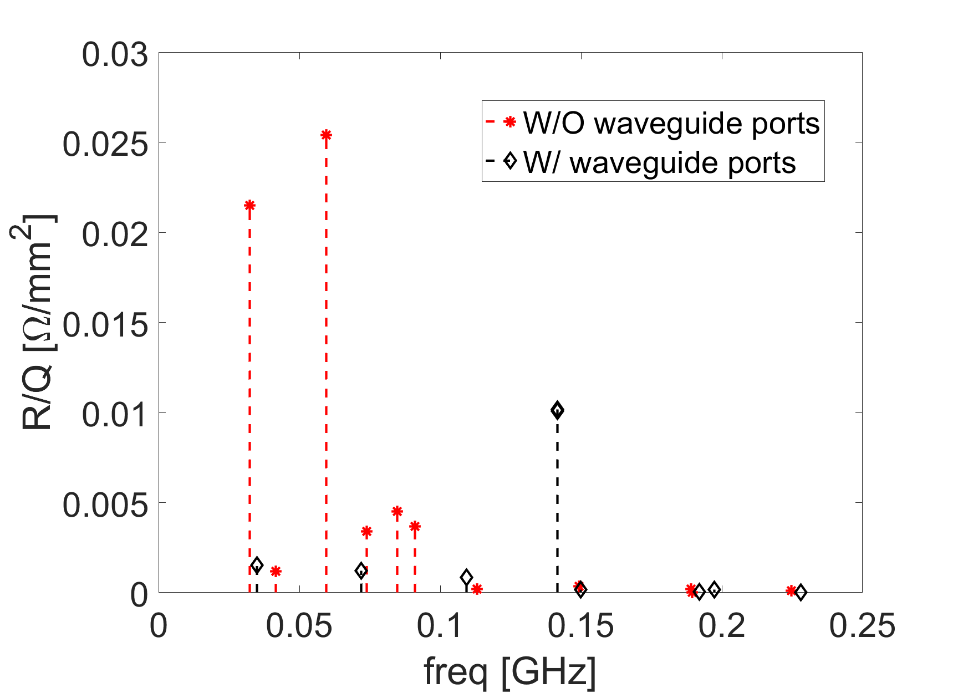 0.03
0.025
0.02
0.015
0.01
0.005
0
R/Q [Ω/mm²]
W/O waveguide ports
W/ waveguide ports
0 0.05 0.1 0.15 0.2 0.25
freq [GHz]